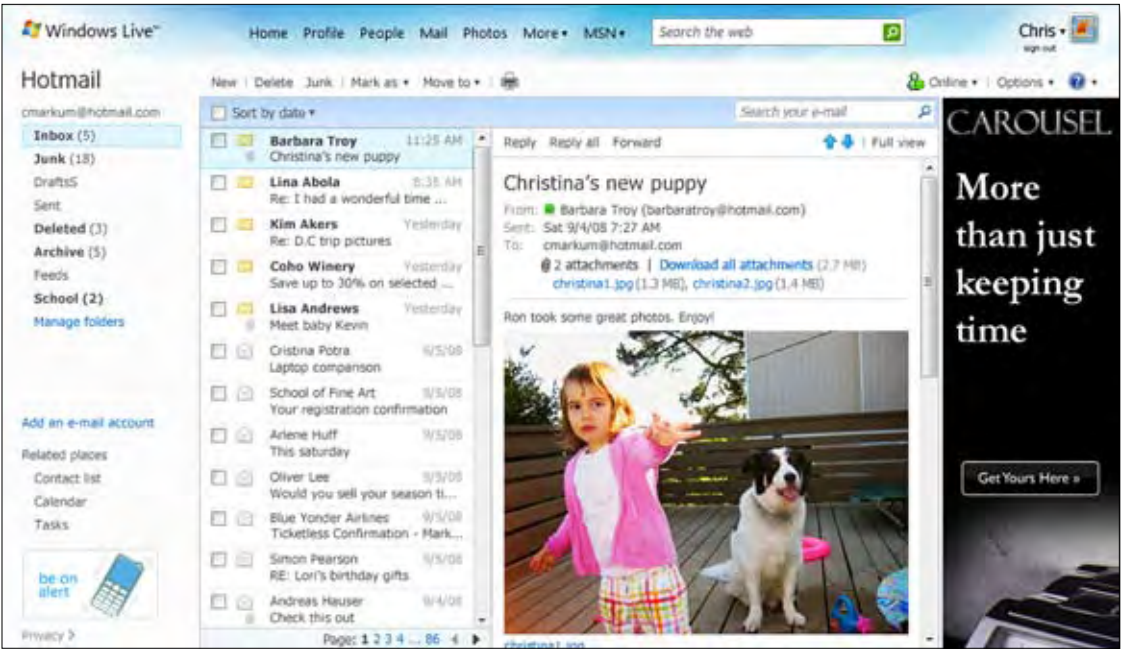 Windows Live™
Home Profile People Mail Photos More MSN
Search the web
Chris
sign out
Hotmail
New | Delete Junk | Mark as Move to
Online | Options
cmarkum@hotmail.com
Inbox (5)
Junk (18)
DraftsS
Sent
Deleted (3)
Archive (5)
Feeds
School (2)
Manage folders
Add an e-mail account
Related places
Contact list
Calendar
Tasks
be on
alert
Privacy >
Sort by date
Search your e-mail
Barbara Troy 11:25 AM
Christina's new puppy
Lina Abola 8:35 AM
Re: I had a wonderful time ...
Kim Akers Yesterday
Re: D.C trip pictures
Coho Winery Yesterday
Save up to 30% on selected ...
Lisa Andrews Yesterday
Meet baby Kevin
Cristina Potra
Laptop comparison
School of Fine Art 9/5/08
Your registration confirmation
Arlene Huff 9/5/08
This saturday
Oliver Lee 9/5/08
Would you sell your season ti...
Blue Yonder Airlines 9/5/08
Ticketless Confirmation - Mark...
Simon Pearson 9/5/08
RE: Lori's birthday gifts
Andreas Hauser 9/4/08
Check this out
Page: 1 2 3 4 ... 86
Reply Reply all Forward
Full view
Christina's new puppy
From: Barbara Troy (barbaratroy@hotmail.com)
Sent: Sat 9/4/08 7:27 AM
To: cmarkum@hotmail.com
2 attachments | Download all attachments (2.7 MB)
christina1.jpg (1.3 MB), christina2.jpg (1.4 MB)
Ron took some great photos. Enjoy!
christina1.jpg
CAROUSEL
More
than just
keeping
time
Get Yours Here »